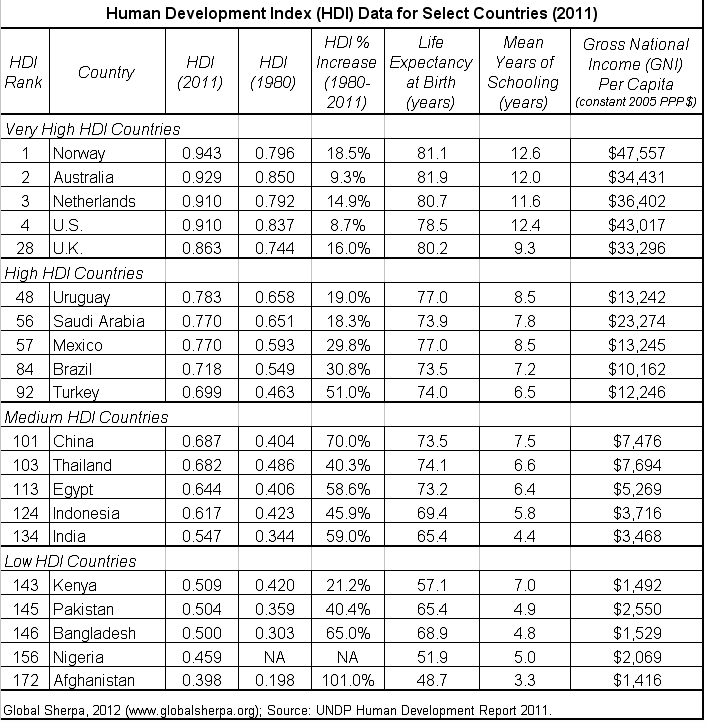 Human Development Index (HDI) Data for Select Countries (2011)
HDI Rank Country HDI (2011) HDI (1980) HDI % Increase (1980-2011) Life Expectancy at Birth (years) Mean Years of Schooling (years) Gross National Income (GNI) Per Capita (constant 2005 PPP$)
Very High HDI Countries
1 Norway 0.943 0.796 18.5% 81.1 12.6 $47,557
2 Australia 0.929 0.850 9.3% 81.9 12.0 $34,431
3 Netherlands 0.910 0.792 14.9% 80.7 11.6 $36,402
4 U.S. 0.910 0.837 8.7% 78.5 12.4 $43,017
28 U.K. 0.863 0.744 16.0% 80.2 9.3 $33,296
High HDI Countries
48 Uruguay 0.783 0.658 19.0% 77.0 8.5 $13,242
56 Saudi Arabia 0.770 0.651 18.3% 73.9 7.8 $23,274
57 Mexico 0.770 0.593 29.8% 77.0 8.5 $13,245
84 Brazil 0.718 0.549 30.8% 73.5 7.2 $10,162
92 Turkey 0.699 0.463 51.0% 74.0 6.5 $12,246
Medium HDI Countries
101 China 0.687 0.404 70.0% 73.5 7.5 $7,476
103 Thailand 0.682 0.486 40.3% 74.1 6.6 $7,694
113 Egypt 0.644 0.406 58.6% 73.2 6.4 $5,269
124 Indonesia 0.617 0.423 45.9% 69.4 5.8 $3,716
134 India 0.547 0.344 59.0% 65.4 4.4 $3,468
Low HDI Countries
143 Kenya 0.509 0.420 21.2% 57.1 7.0 $1,492
145 Pakistan 0.504 0.359 40.4% 65.4 4.9 $2,550
146 Bangladesh 0.500 0.303 65.0% 68.9 4.8 $1,529
156 Nigeria 0.459 NA NA 51.9 5.0 $2,069
172 Afghanistan 0.398 0.198 101.0% 48.7 3.3 $1,416
Global Sherpa, 2012 (www.globalsherpa.org); Source: UNDP Human Development Report 2011.